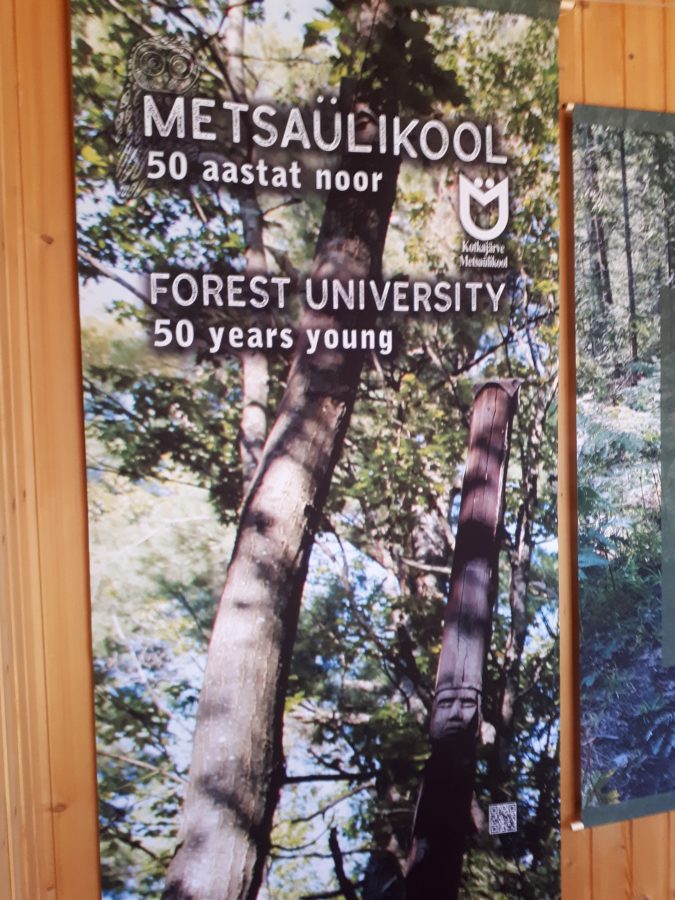 METSAÜLIKOOL
50 aastat noor
Kotkajärve
Metsaülikool
FOREST UNIVERSITY
50 years young